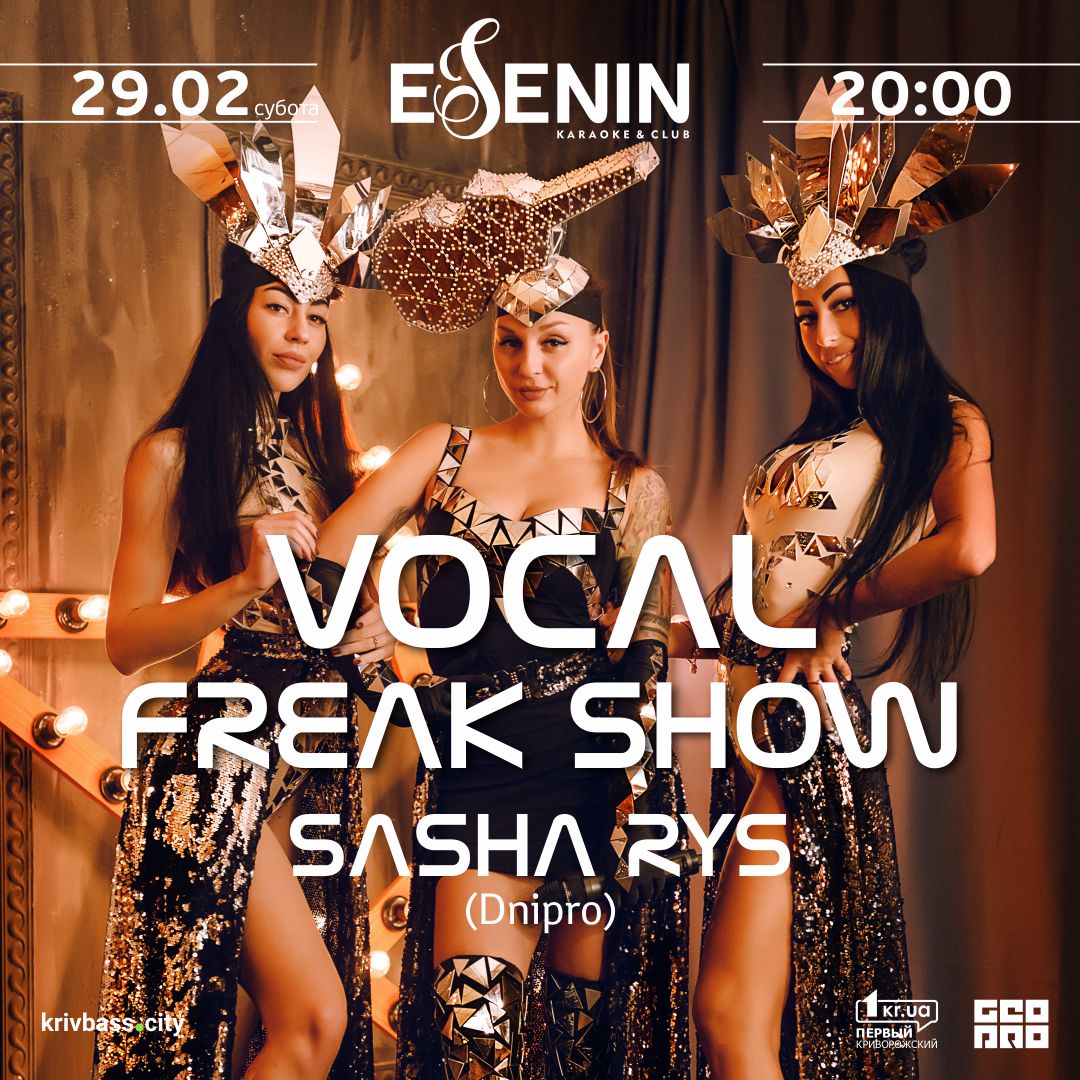 29.02 субота
ESENIN
KARAOKE & CLUB
20:00
VOCAL
FREAK SHOW
SASHA RYS
(Dnipro)
krivbass.city
1kr.ua
ПЕРВЫЙ
КРИВОРОЖСКИЙ
GEO
PRO